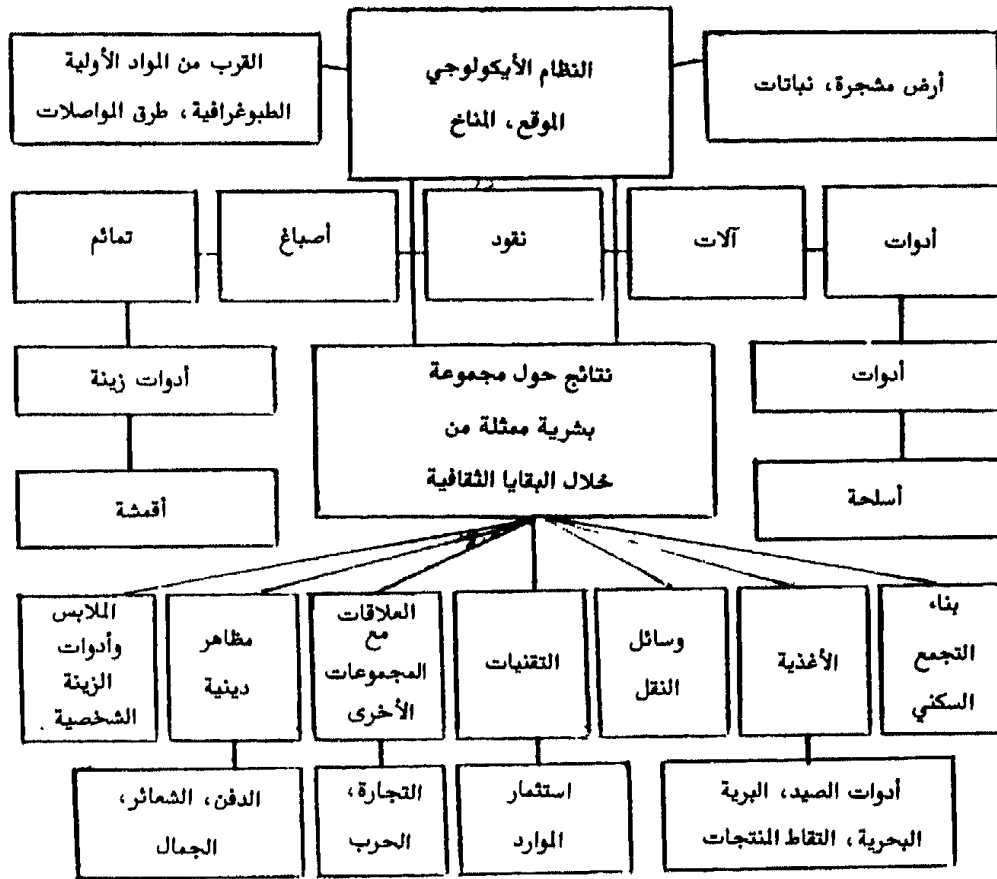 النظام الأيكولوجي
الموقع، المناخ
أرض مشجرة، نباتات
القرب من المواد الأولية
الطبوغرافية، طرق المواصلات
أدوات
آلات
نقود
أصباغ
تمائم
أدوات
نتائج حول مجموعة
بشرية ممثلة من
خلال البقايا الثقافية
أدوات زينة
أسلحة
أقمشة
بناء
التجمع
السكني
الأغذية
وسائل
النقل
التقنيات
العلاقات
مع
المجموعات
الأخرى
مظاهر
دينية
الملابس
وأدوات
الزينة
الشخصية
أدوات الصيد، البرية
البحرية، التقاط المنتجات
استثمار
الموارد
التجارة،
الحرب
الدفن، الشعائر،
الجمال